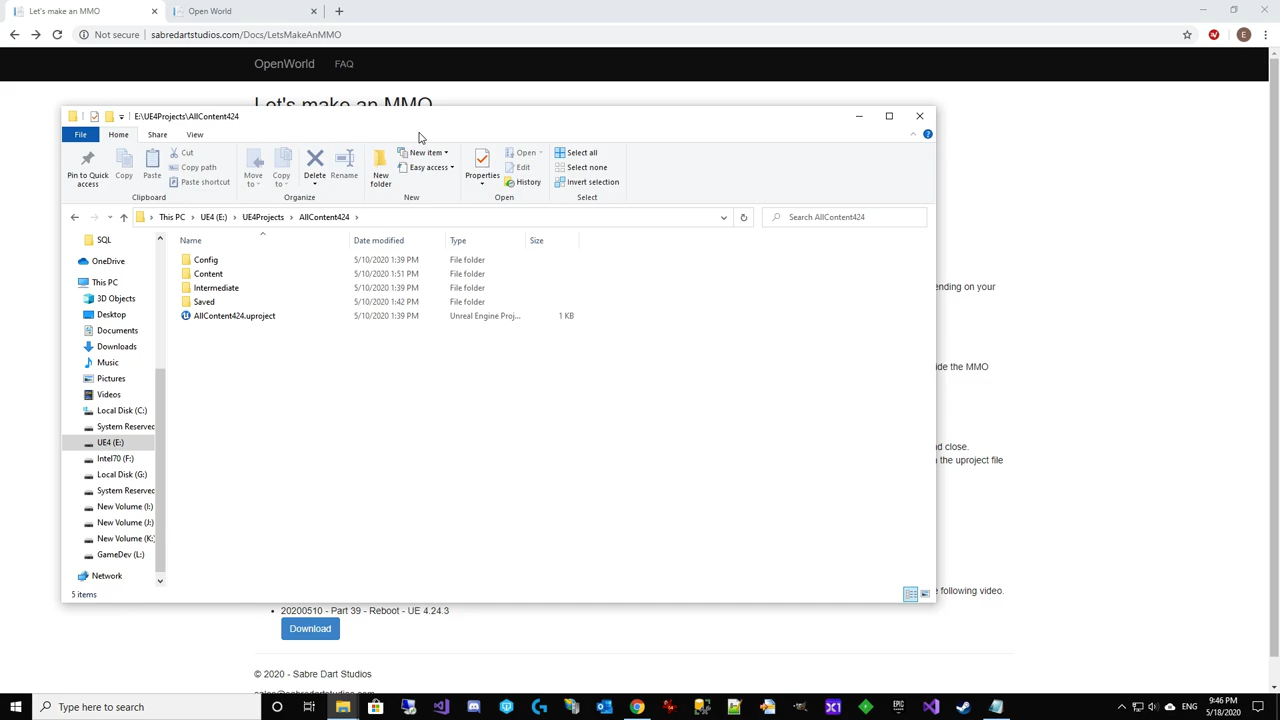 Let's make an MMO
Open World
Not secure
sabredartstudios.com/Docs/LetsMakeAnMMO
E
OpenWorld
FAQ
Let's make an MMO
E:\UE4Projects\AllContent424
File
Home
Share
View
Pin to Quick access
Copy
Paste
Cut
Copy path
Paste shortcut
Clipboard
Move to
Copy to
Delete
Rename
Organize
New folder
New item
Easy access
New
Properties
Open
Edit
History
Open
Select all
Select none
Invert selection
Select
This PC
UE4 (E:)
UE4Projects
AllContent424
Search AllContent424
SQL
OneDrive
This PC
3D Objects
Desktop
Documents
Downloads
Music
Pictures
Videos
Local Disk (C:)
System Reserved
UE4 (E:)
Intel70 (F:)
Local Disk (G:)
System Reserved
New Volume (I:)
New Volume (J:)
New Volume (K:)
GameDev (L:)
Network
Name Date modified Type Size
Config 5/10/2020 1:39 PM File folder
Content 5/10/2020 1:51 PM File folder
Intermediate 5/10/2020 1:39 PM File folder
Saved 5/10/2020 1:42 PM File folder
AllContent424.uproject 5/10/2020 1:39 PM Unreal Engine Proj... 1 KB
5 items
ending on your
ide the MMO
nd close.
the uproject file
e following video.
20200510 - Part 39 - Reboot - UE 4.24.3
Download
© 2020 - Sabre Dart Studios
sales@sabredartstudios.com
Type here to search
ENG
9:46 PM
5/18/2020